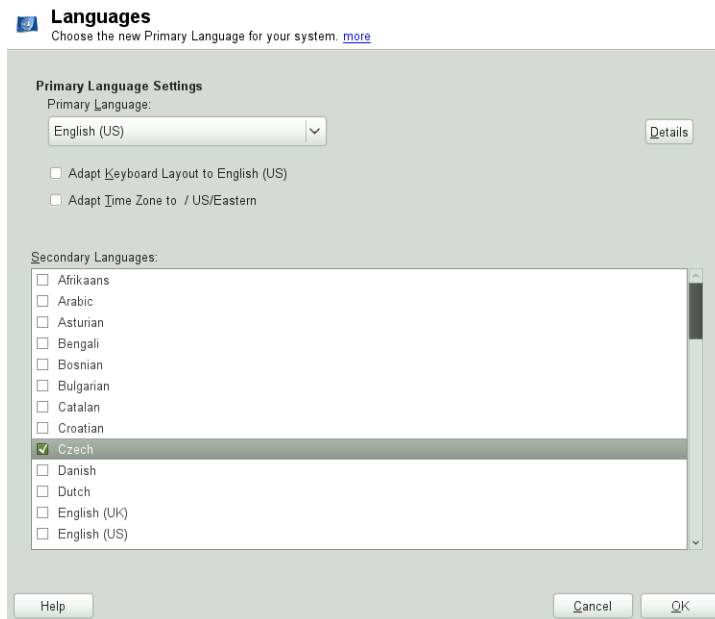 Languages
Choose the new Primary Language for your system. more
Primary Language Settings
Primary Language:
English (US)
Details
Adapt Keyboard Layout to English (US)
Adapt Time Zone to / US/Eastern
Secondary Languages:
Afrikaans
Arabic
Asturian
Bengali
Bosnian
Bulgarian
Catalan
Croatian
Czech
Danish
Dutch
English (UK)
English (US)
Help Cancel OK